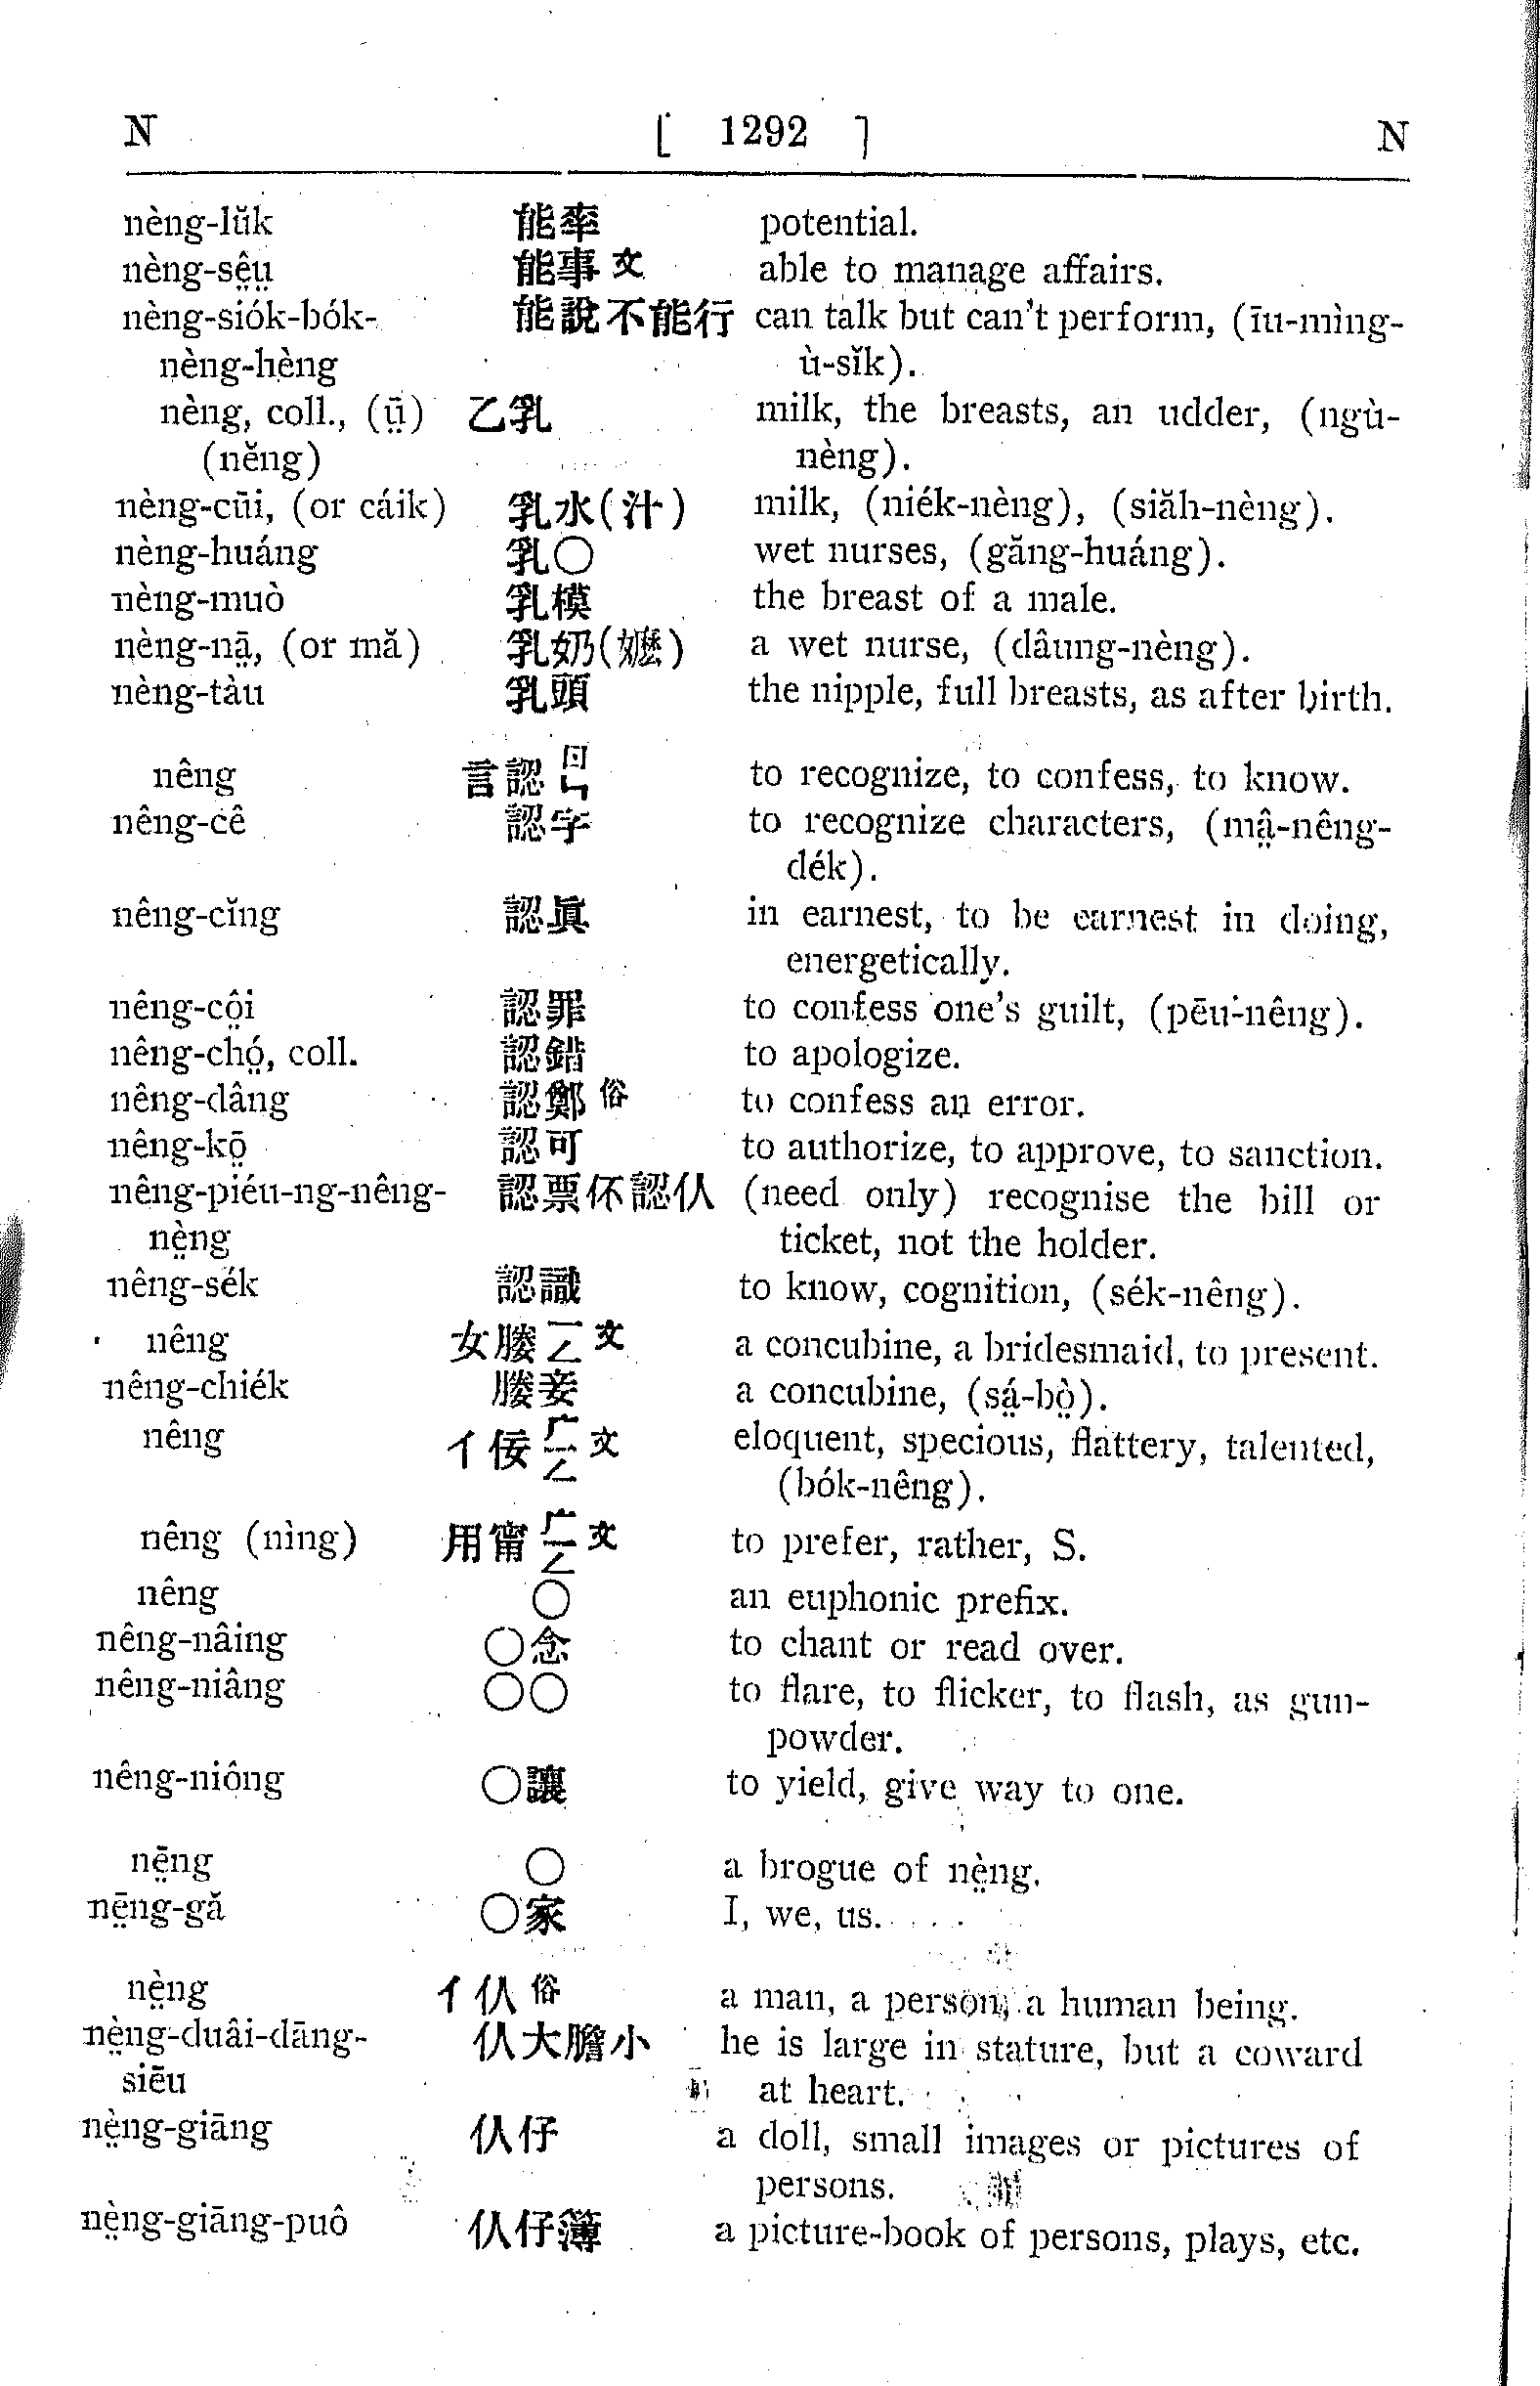 N [ 1292 ] N
nèng-lŭk 能率 potential.
nèng-sê̤ṳ 能事 文 able to manage affairs.
nèng-siók-bók- 能說不能行 can talk but can't perform, (īu-mìng-
nèng-hèng ù-sĭk).
nèng, coll., (ṳ̄) 乙乳 milk, the breasts, an udder, (ngù-
(nĕng) nèng).
nèng-cūi, (or cáik) 乳水(汁) milk, (niék-nèng), (siăh-nèng).
nèng-huáng 乳〇 wet nurses, (găng-huáng).
nèng-muò 乳模 the breast of a male.
nèng-nā̤, (or mă) 乳奶(嬤) a wet nurse, (dâung-nèng).
nèng-tàu 乳頭 the nipple, full breasts, as after birth.
nêng 言認 ㄖㄣ to recognize, to confess, to know.
nêng-cê 認字 to recognize characters, (mâ̤-nêng-
dék).
nêng-cĭng 認眞 in earnest, to be earnest in doing,
energetically.
nêng-cô̤i 認罪 to confess one's guilt, (pēu-nêng).
nêng-chó̤, coll. 認錯 to apologize.
nêng-dâng 認鄭 俗 to confess an error.
nêng-kō̤ 認可 to authorize, to approve, to sanction.
nêng-piéu-ng-nêng- 認票伓認仈 (need only) recognise the bill or
nè̤ng ticket, not the holder.
nêng-sék 認識 to know, cognition, (sék-nêng).
nêng 女媵 ㄧㄥ 文 a concubine, a bridesmaid, to present.
nêng-chiék 媵妾 a concubine, (sá̤-bò̤).
nêng 亻佞 ㄏㄧㄥ 文 eloquent, specious, flattery, talented,
(bók-nêng).
nêng (nìng) 用甯 ㄏㄧㄥ 文 to prefer, rather, S.
nêng 〇 an euphonic prefix.
nêng-nâing 〇念 to chant or read over.
nêng-niâng 〇〇 to flare, to flicker, to flash, as gun-
powder.
nêng-niông 〇讓 to yield, give way to one.
nē̤ng 〇 a brogue of nè̤ng.
nē̤ng-gă 〇家 I, we, us.
nè̤ng 亻仈 俗 a man, a person, a human being.
nè̤ng-duâi-dāng- 仈大膽小 he is large in stature, but a coward
siēu at heart.
nè̤ng-giāng 仈仔 a doll, small images or pictures of
persons.
nè̤ng-giāng-puô 仈仔簿 a picture-book of persons, plays, etc.